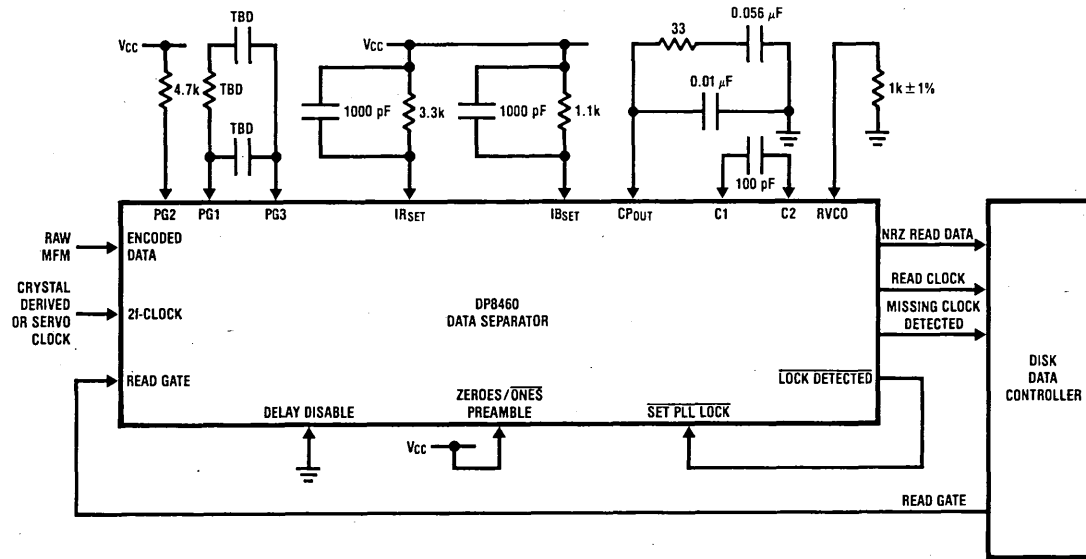 TBD
VCC
4.7k
TBD
TBD
VCC
1000 pF
3.3k
1000 pF
1.1k
33
0.056 μF
0.01 μF
100 pF
1k ± 1%
PG2
PG1
PG3
IRSET
IBSET
CPOUT
C1
C2
RVCO
RAW
MFM
ENCODED
DATA
CRYSTAL
DERIVED
OR SERVO
CLOCK
2f-CLOCK
READ GATE
DP8460
DATA SEPARATOR
DELAY DISABLE
ZEROES/ONES
PREAMBLE
VCC
SET PLL LOCK
LOCK DETECTED
NRZ READ DATA
READ CLOCK
MISSING CLOCK
DETECTED
DISK
DATA
CONTROLLER
READ GATE